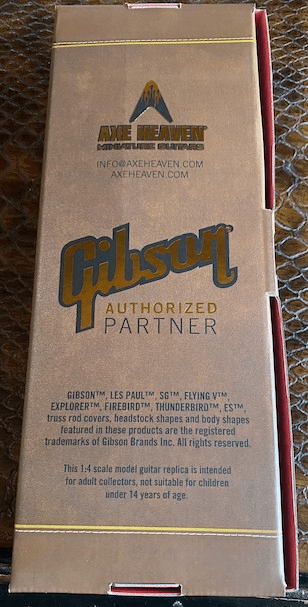 AXE HEAVEN®
MINIATURE GUITARS
INFO@AXEHEAVEN.COM
AXEHEAVEN.COM
Gibson®
AUTHORIZED
PARTNER
GIBSON™, LES PAUL™, SG™, FLYING V™,
EXPLORER™, FIREBIRD™, THUNDERBIRD™, ES™,
truss rod covers, headstock shapes and body shapes
featured in these products are the registered
trademarks of Gibson Brands Inc. All rights reserved.
This 1:4 scale model guitar replica is intended
for adult collectors, not suitable for children
under 14 years of age.